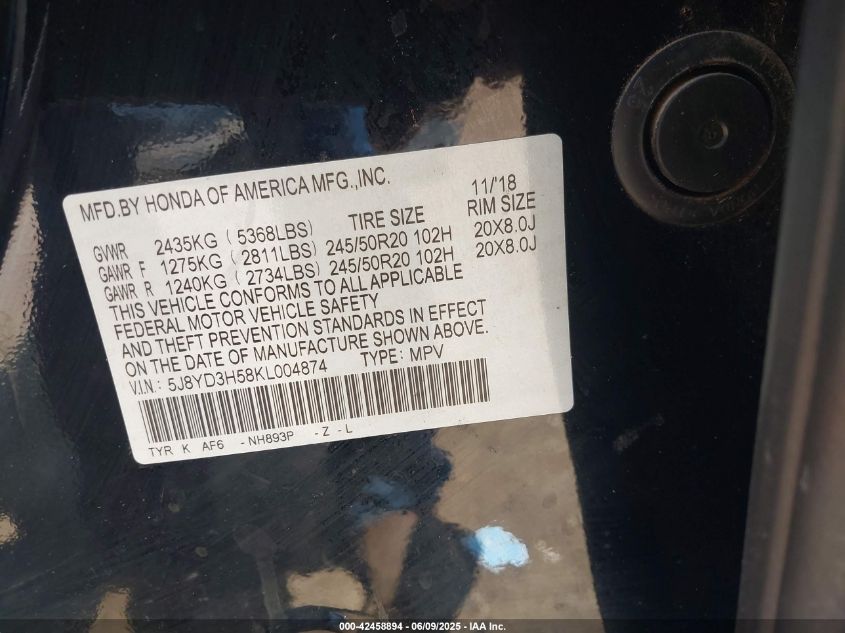 MFD.BY HONDA OF AMERICA MFG.,INC. 11/'18
TIRE SIZE RIM SIZE
GVWR 2435KG ( 5368LBS)
GAWR F 1275KG ( 2811LBS) 245/50R20 102H 20X8.0J
GAWR R 1240KG ( 2734LBS) 245/50R20 102H 20X8.0J
THIS VEHICLE CONFORMS TO ALL APPLICABLE
FEDERAL MOTOR VEHICLE SAFETY
AND THEFT PREVENTION STANDARDS IN EFFECT
ON THE DATE OF MANUFACTURE SHOWN ABOVE.
V.I.N: 5J8YD3H58KL004874 TYPE: MPV
TYR K AF6 -NH893P -Z -L
000-42458894 - 06/09/2025 - IAA Inc.